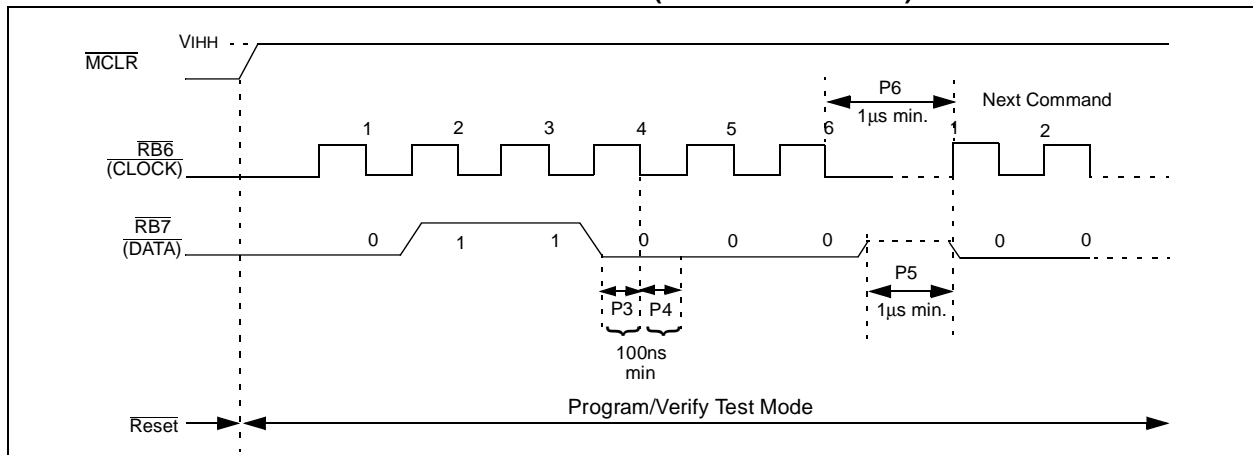 VIHH
MCLR
P6
1µs min.
Next Command
1 2 3 4 5 6 1 2
RB6
(CLOCK)
RB7
(DATA)
0 1 1 0 0 0 0 0
P3 P4
P5
1µs min.
100ns
min
Program/Verify Test Mode
Reset